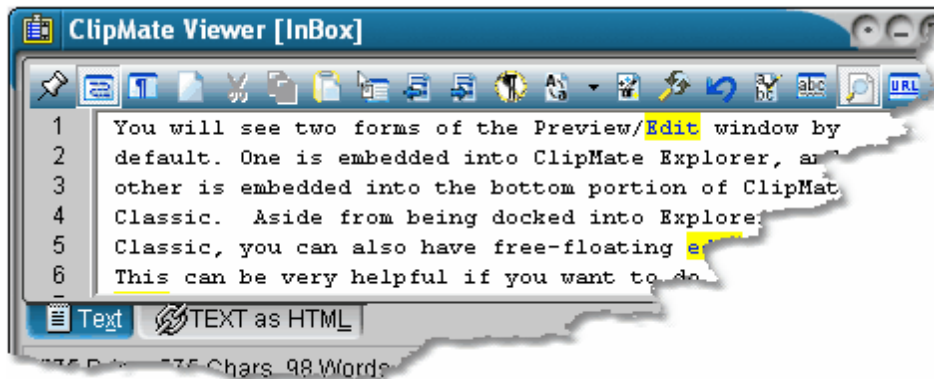 ClipMate Viewer [InBox]
URL
1 You will see two forms of the Preview/Edit window by
2 default. One is embedded into ClipMate Explorer, and
3 other is embedded into the bottom portion of ClipMat
4 Classic. Aside from being docked into Explorer
5 Classic, you can also have free-floating
6 This can be very helpful if you want to do
Text TEXT as HTML
Chars, 98 Words